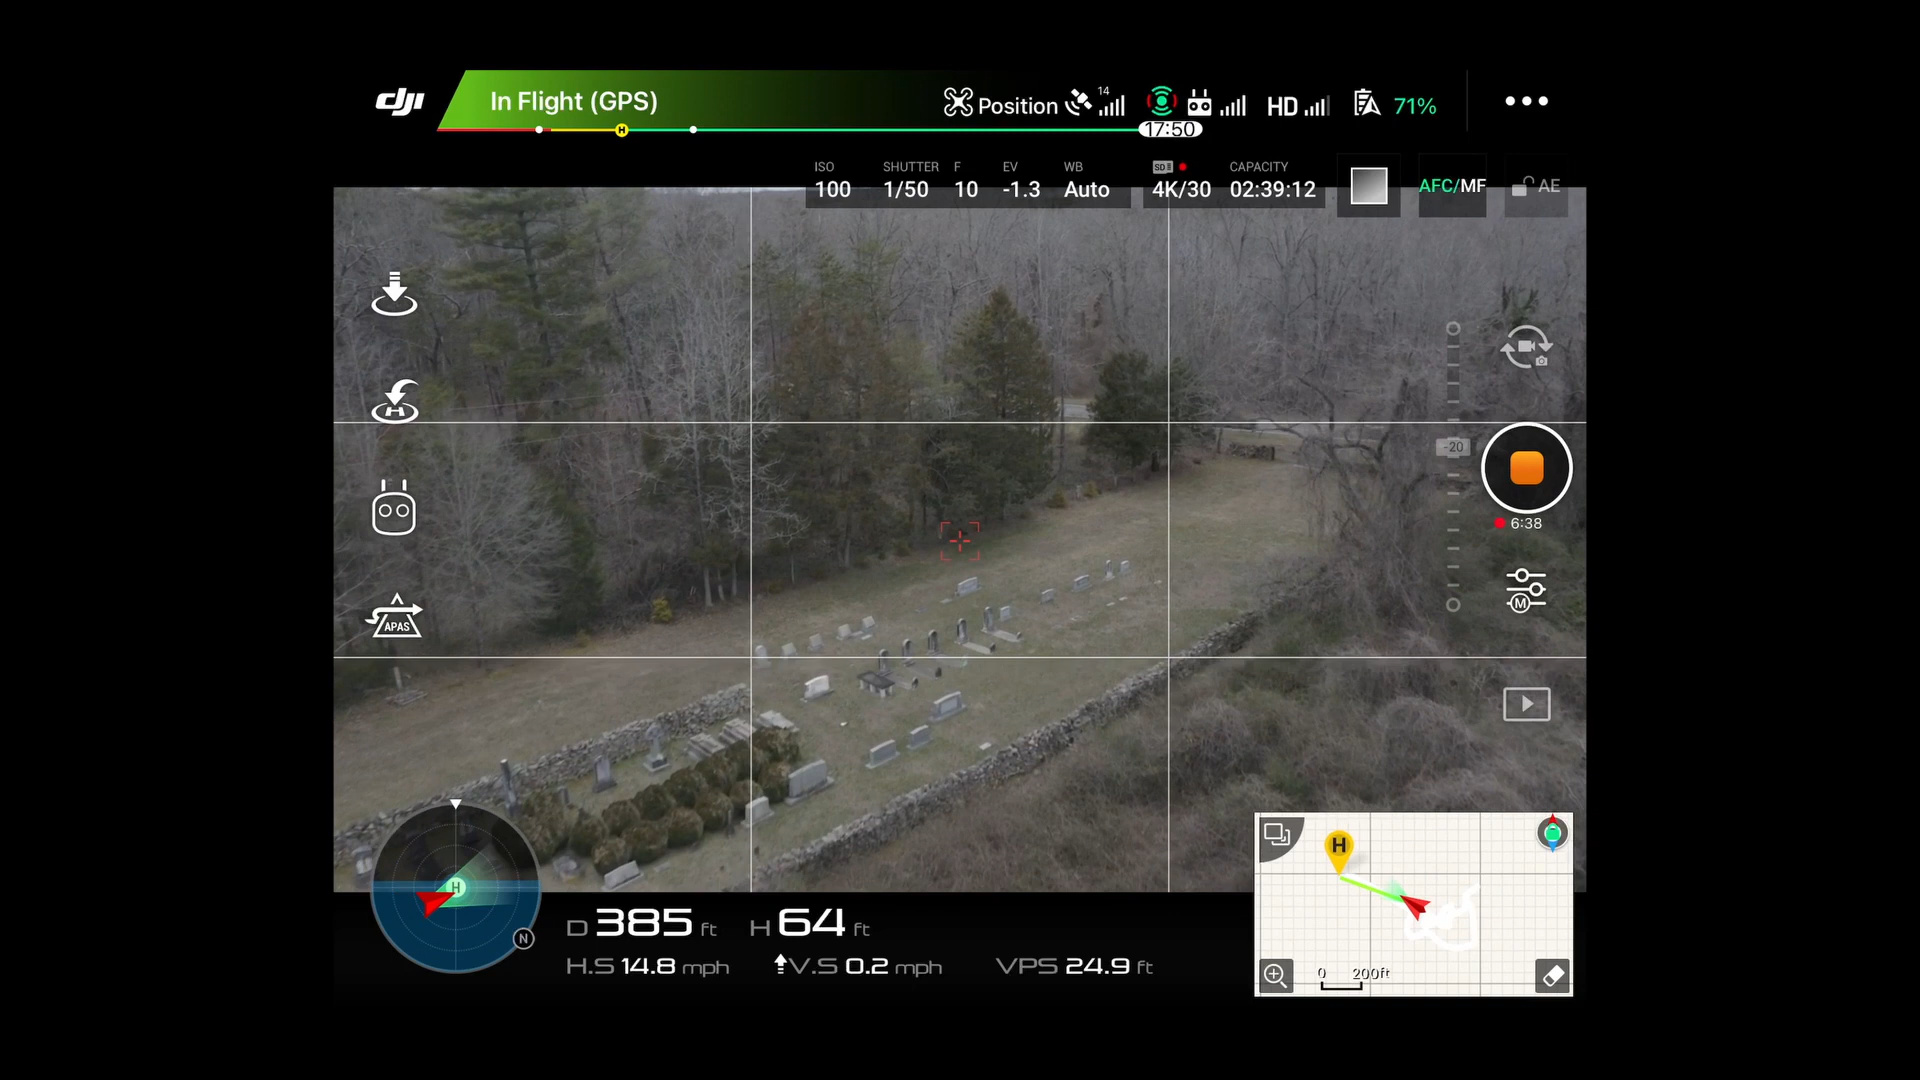 dji In Flight (GPS) Position 14 HD 71%
H 17:50
ISO SHUTTER F EV WB SD CAPACITY
100 1/50 10 -1.3 Auto 4K/30 02:39:12 AFC/MF AE
H
-20
6:38
APAS
M
H
H
N
D 385 ft H 64 ft
H.S 14.8 mph V.S 0.2 mph VPS 24.9 ft
0 200ft